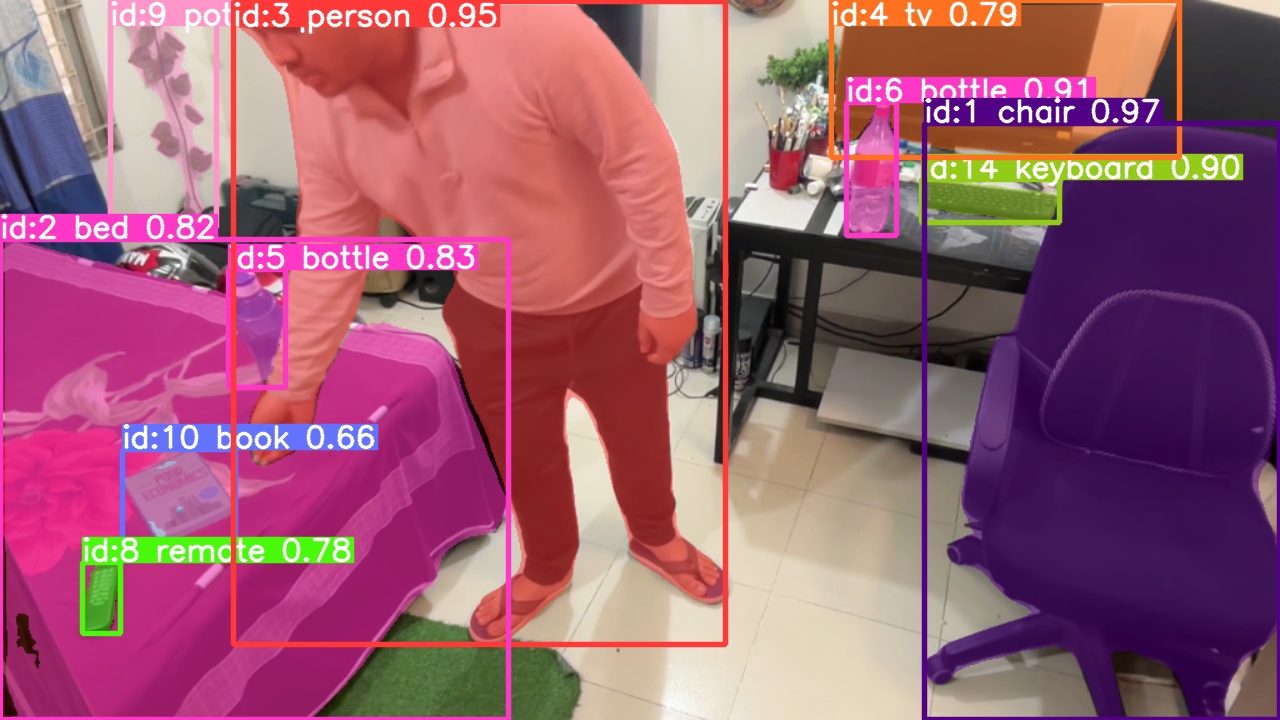 id:9 pot
id:3 person 0.95
id:4 tv 0.79
id:6 bottle 0.91
id:1 chair 0.97
d:14 keyboard 0.90
id:2 bed 0.82
d:5 bottle 0.83
id:10 book 0.66
POOR
ECONOMICS
id:8 remote 0.78